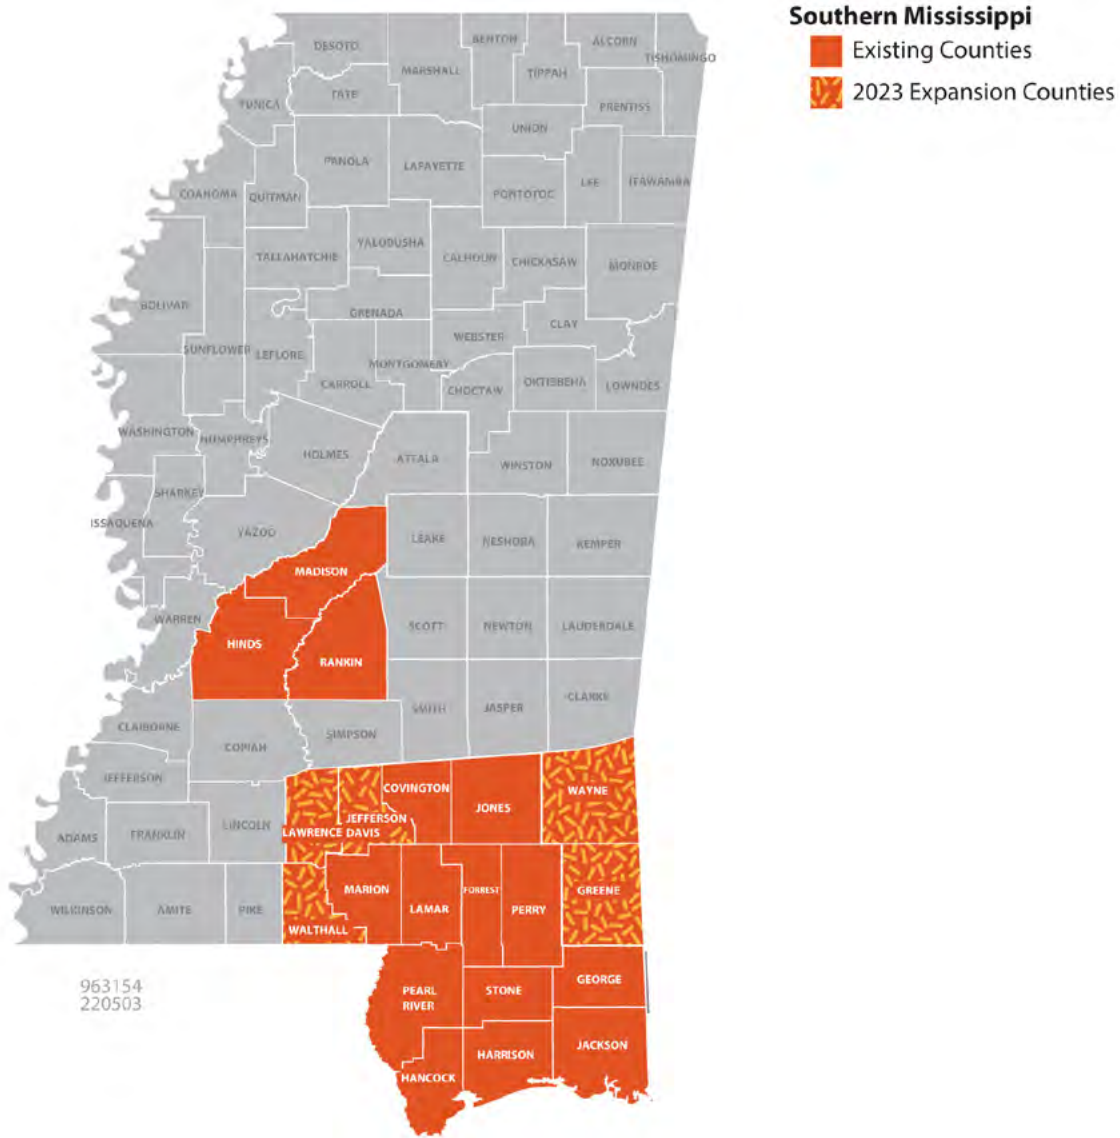 Southern Mississippi
Existing Counties
2023 Expansion Counties
DESOTO
BENTON
ALCORN
TISHOMINGO
MARSHALL
TIPPAH
TATE
TUNICA
PRENTISS
UNION
PANOLA
LAFAYETTE
LEE
ITAWAMBA
COAHOMA
QUITMAN
PONTOTOC
YALOBUSHA
TALLAHATCHIE
CALHOUN
CHICKASAW
MONROE
BOLIVAR
GRENADA
CLAY
WEBSTER
SUNFLOWER
LEFLORE
MONTGOMERY
CARROLL
CHOCTAW
OKTIBBEHA
LOWNDES
WASHINGTON
HUMPHREYS
HOLMES
ATTALA
WINSTON
NOXUBEE
SHARKEY
ISSAQUENA
YAZOO
LEAKE
NESHOBA
KEMPER
MADISON
WARREN
SCOTT
NEWTON
LAUDERDALE
HINDS
RANKIN
CLAIBORNE
COPIAH
SIMPSON
SMITH
JASPER
CLARKE
JEFFERSON
COVINGTON
JONES
WAYNE
ADAMS
FRANKLIN
LINCOLN
LAWRENCE
JEFFERSON
DAVIS
WILKINSON
AMITE
PIKE
WALTHALL
MARION
LAMAR
FORREST
PERRY
GREENE
963154
220503
PEARL
RIVER
STONE
GEORGE
HANCOCK
HARRISON
JACKSON